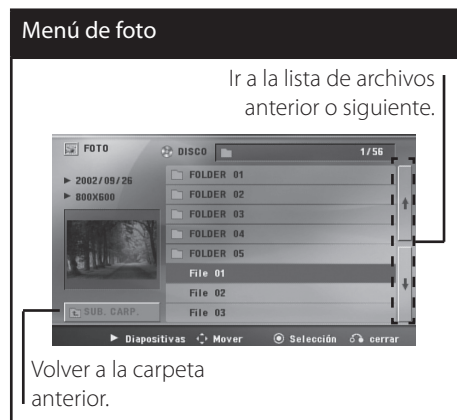 Menú de foto
Ir a la lista de archivos
anterior o siguiente.
FOTO
DISCO
1/56
2002/09/26
800X600
FOLDER 01
FOLDER 02
FOLDER 03
FOLDER 04
FOLDER 05
File 01
File 02
File 03
SUB. CARP.
Diapositivas Mover Selección cerrar
Volver a la carpeta
anterior.